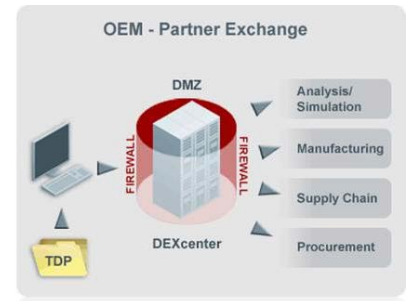 OEM - Partner Exchange
DMZ
FIREWALL
FIREWALL
DEXcenter
TDP
Analysis/
Simulation
Manufacturing
Supply Chain
Procurement